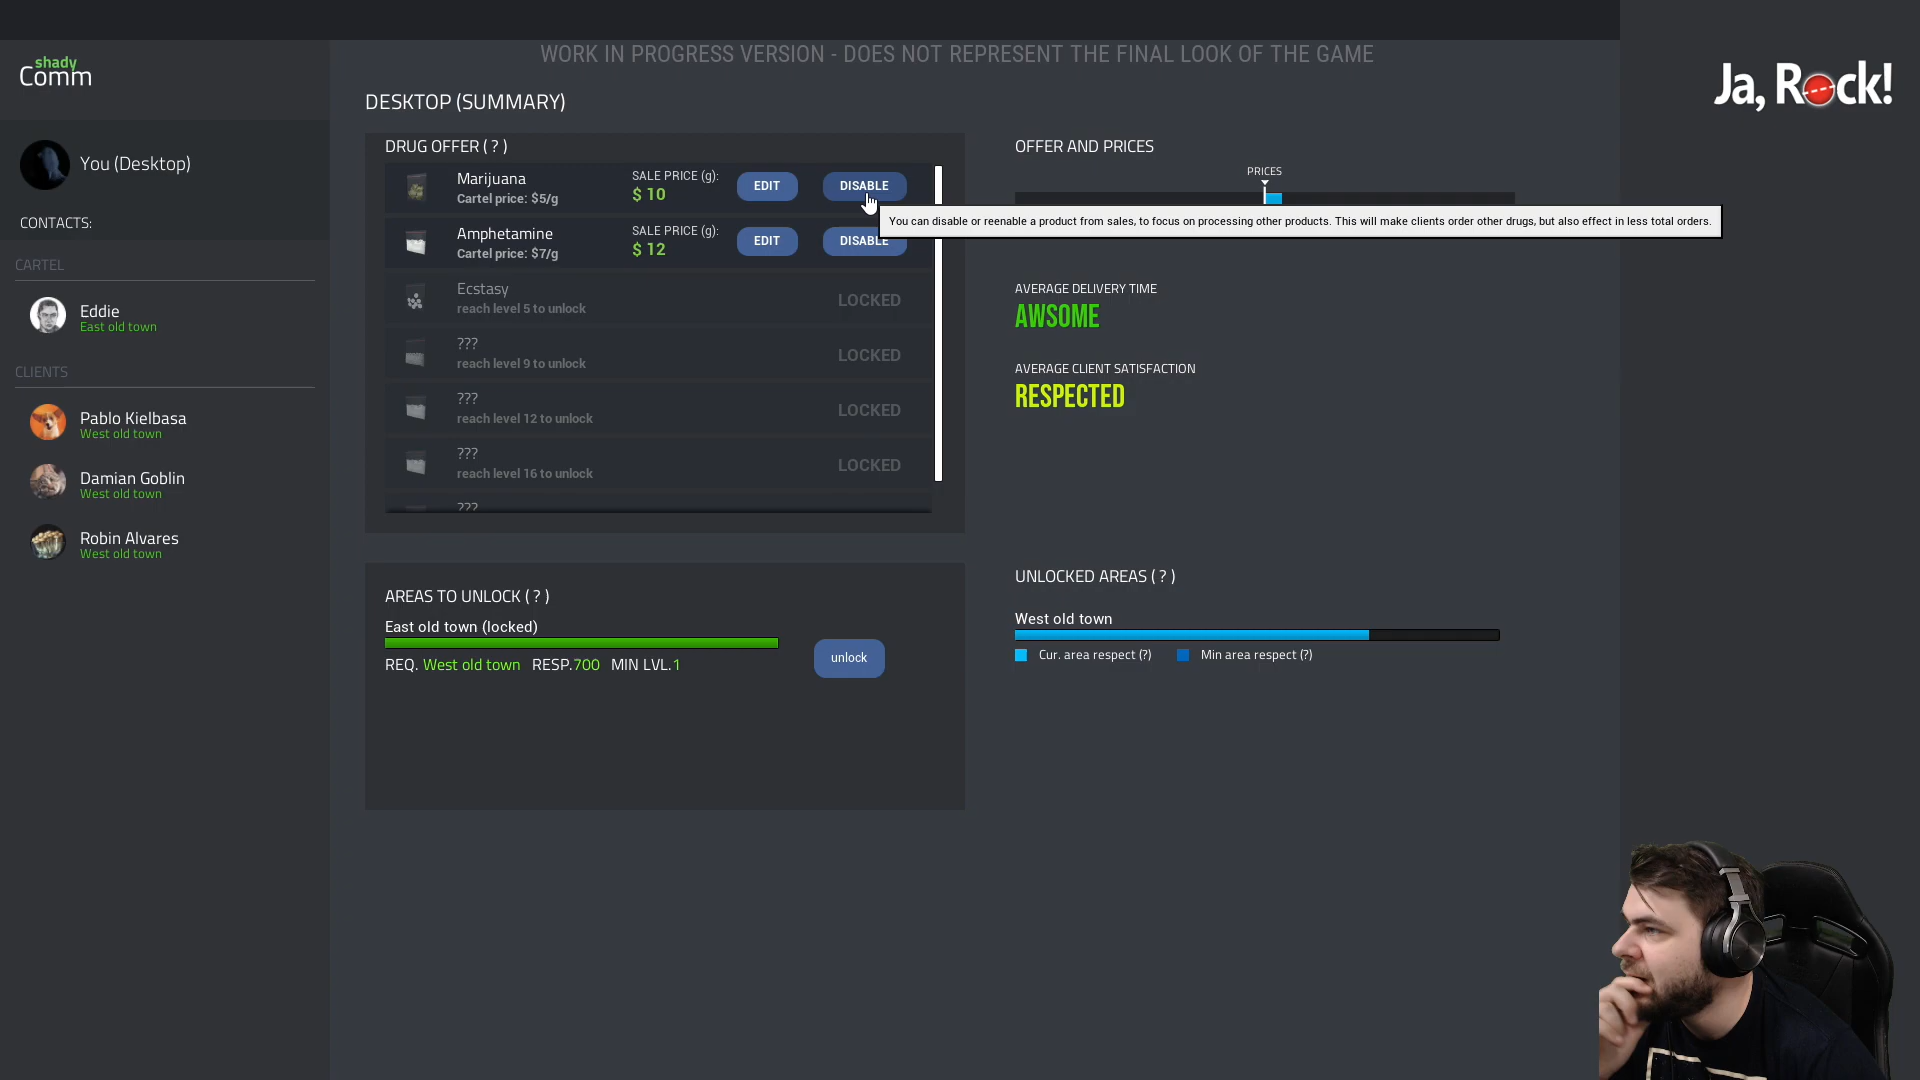 WORK IN PROGRESS VERSION - DOES NOT REPRESENT THE FINAL LOOK OF THE GAME
shady
Comm
Ja, Rock!
DESKTOP (SUMMARY)
You (Desktop)
CONTACTS:
CARTEL
Eddie
East old town
CLIENTS
Pablo Kielbasa
West old town
Damian Goblin
West old town
Robin Alvares
West old town
DRUG OFFER ( ? )
Marijuana
Cartel price: $5/g
SALE PRICE (g):
$ 10
EDIT
DISABLE
Amphetamine
Cartel price: $7/g
SALE PRICE (g):
$ 12
EDIT
DISABLE
Ecstasy
reach level 5 to unlock
LOCKED
???
reach level 9 to unlock
LOCKED
???
reach level 12 to unlock
LOCKED
???
reach level 16 to unlock
LOCKED
???
OFFER AND PRICES
PRICES
You can disable or reenable a product from sales, to focus on processing other products. This will make clients order other drugs, but also effect in less total orders.
AVERAGE DELIVERY TIME
AWSOME
AVERAGE CLIENT SATISFACTION
RESPECTED
AREAS TO UNLOCK ( ? )
East old town (locked)
REQ. West old town RESP.700 MIN LVL.1
unlock
UNLOCKED AREAS ( ? )
West old town
Cur. area respect (?)
Min area respect (?)